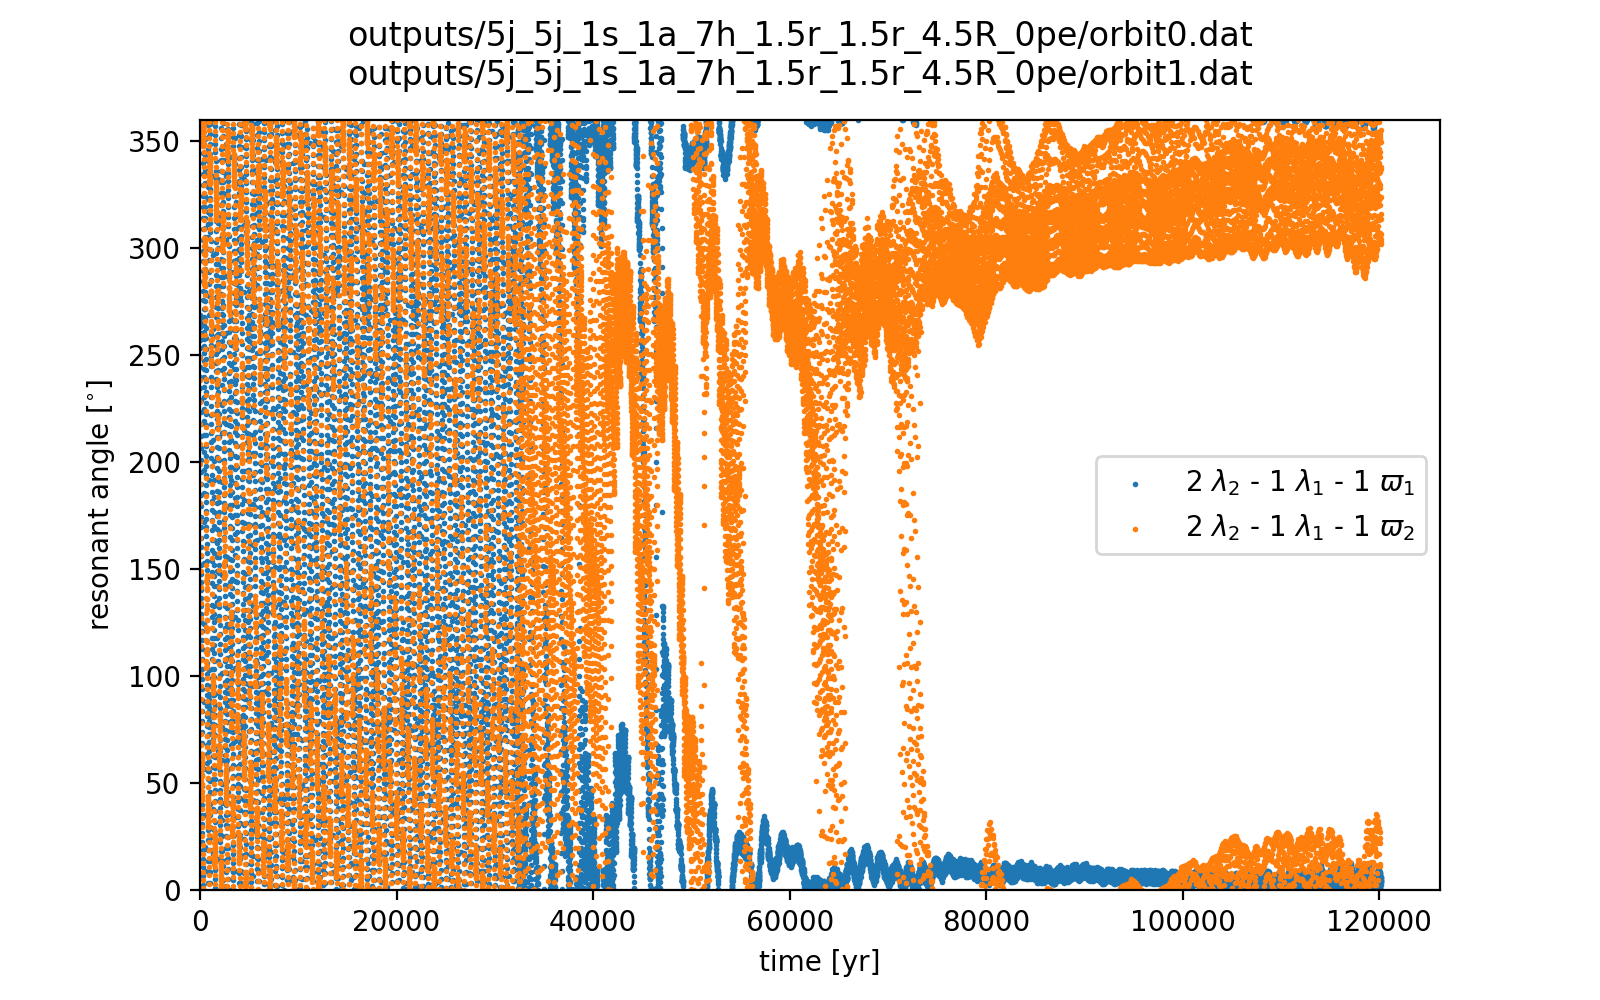 outputs/5j_5j_1s_1a_7h_1.5r_1.5r_4.5R_0pe/orbit0.dat
outputs/5j_5j_1s_1a_7h_1.5r_1.5r_4.5R_0pe/orbit1.dat
350
300
250
200
150
100
50
0
resonant angle [°]
2 λ₂ - 1 λ₁ - 1 ϖ₁
2 λ₂ - 1 λ₁ - 1 ϖ₂
0 20000 40000 60000 80000 100000 120000
time [yr]